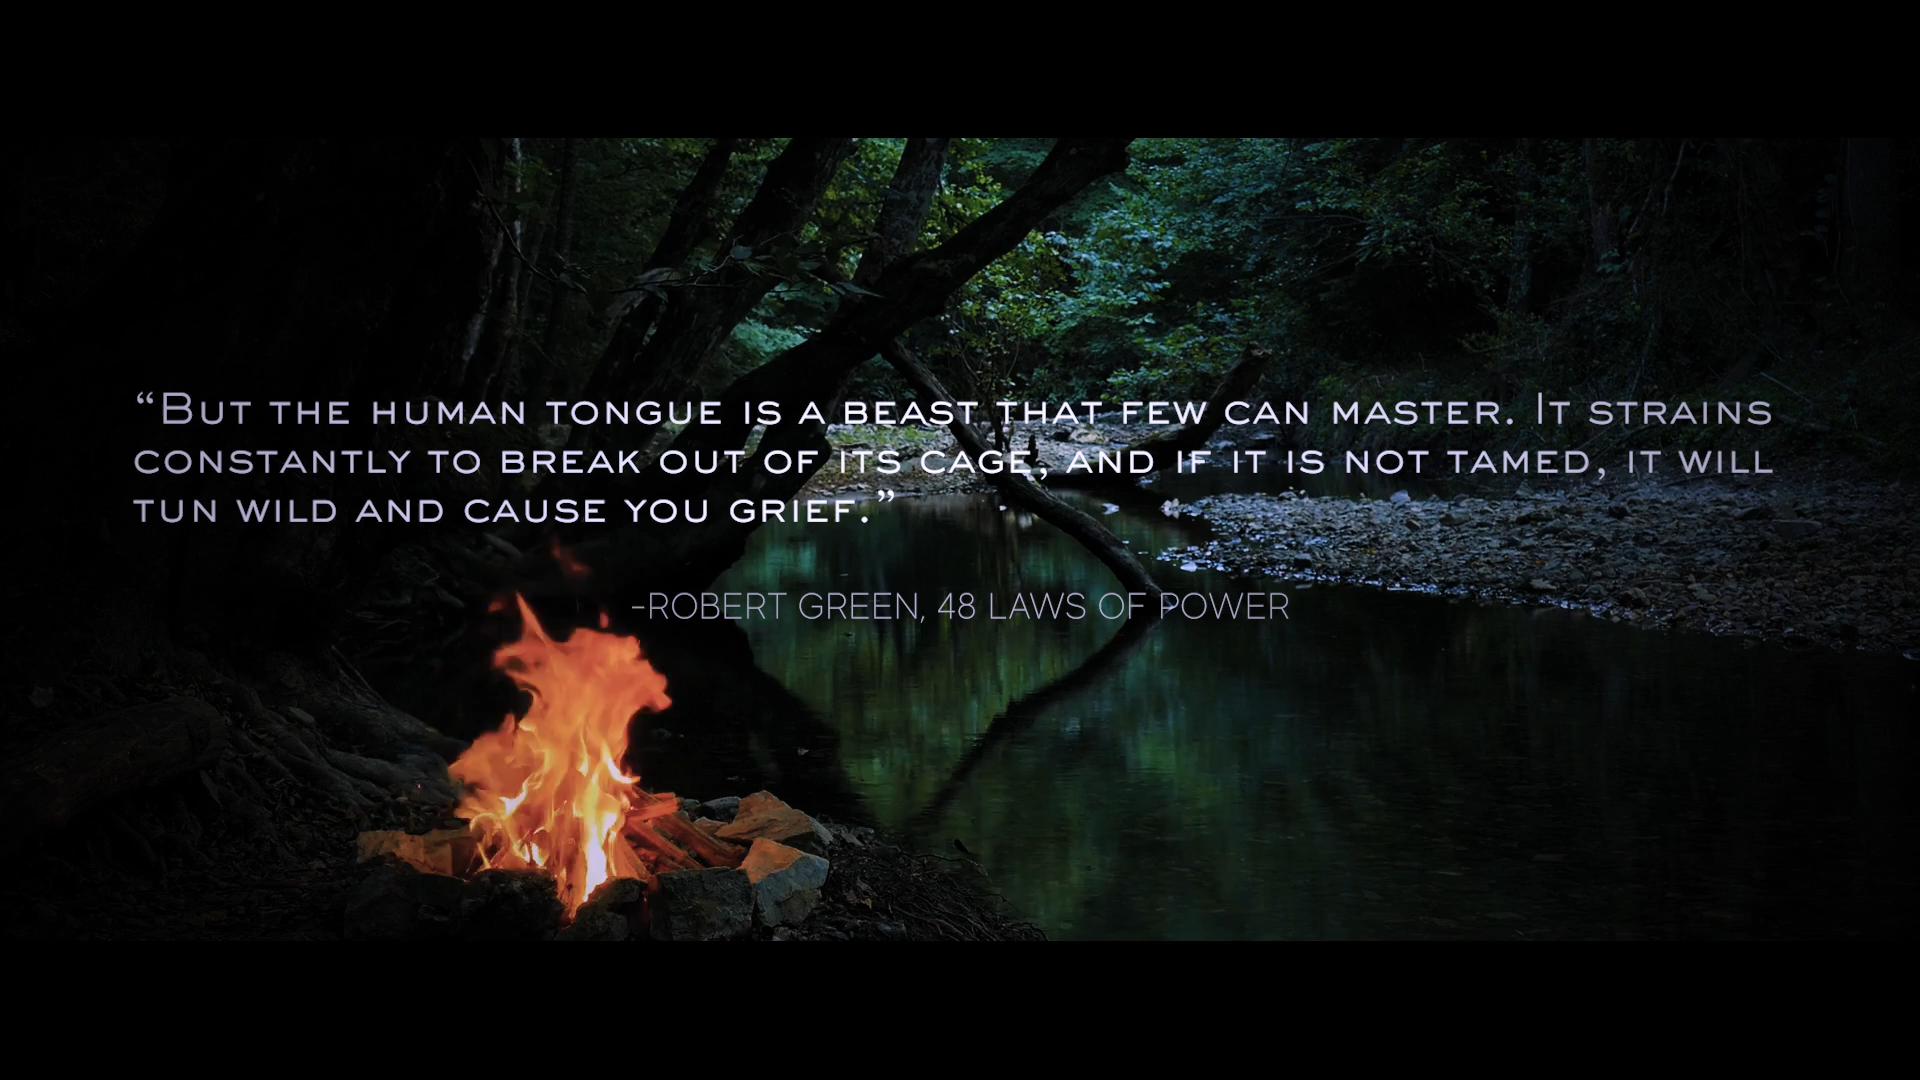 “But the human tongue is a beast that few can master. It strains
constantly to break out of its cage, and if it is not tamed, it will
tun wild and cause you grief.”
–ROBERT GREEN, 48 LAWS OF POWER